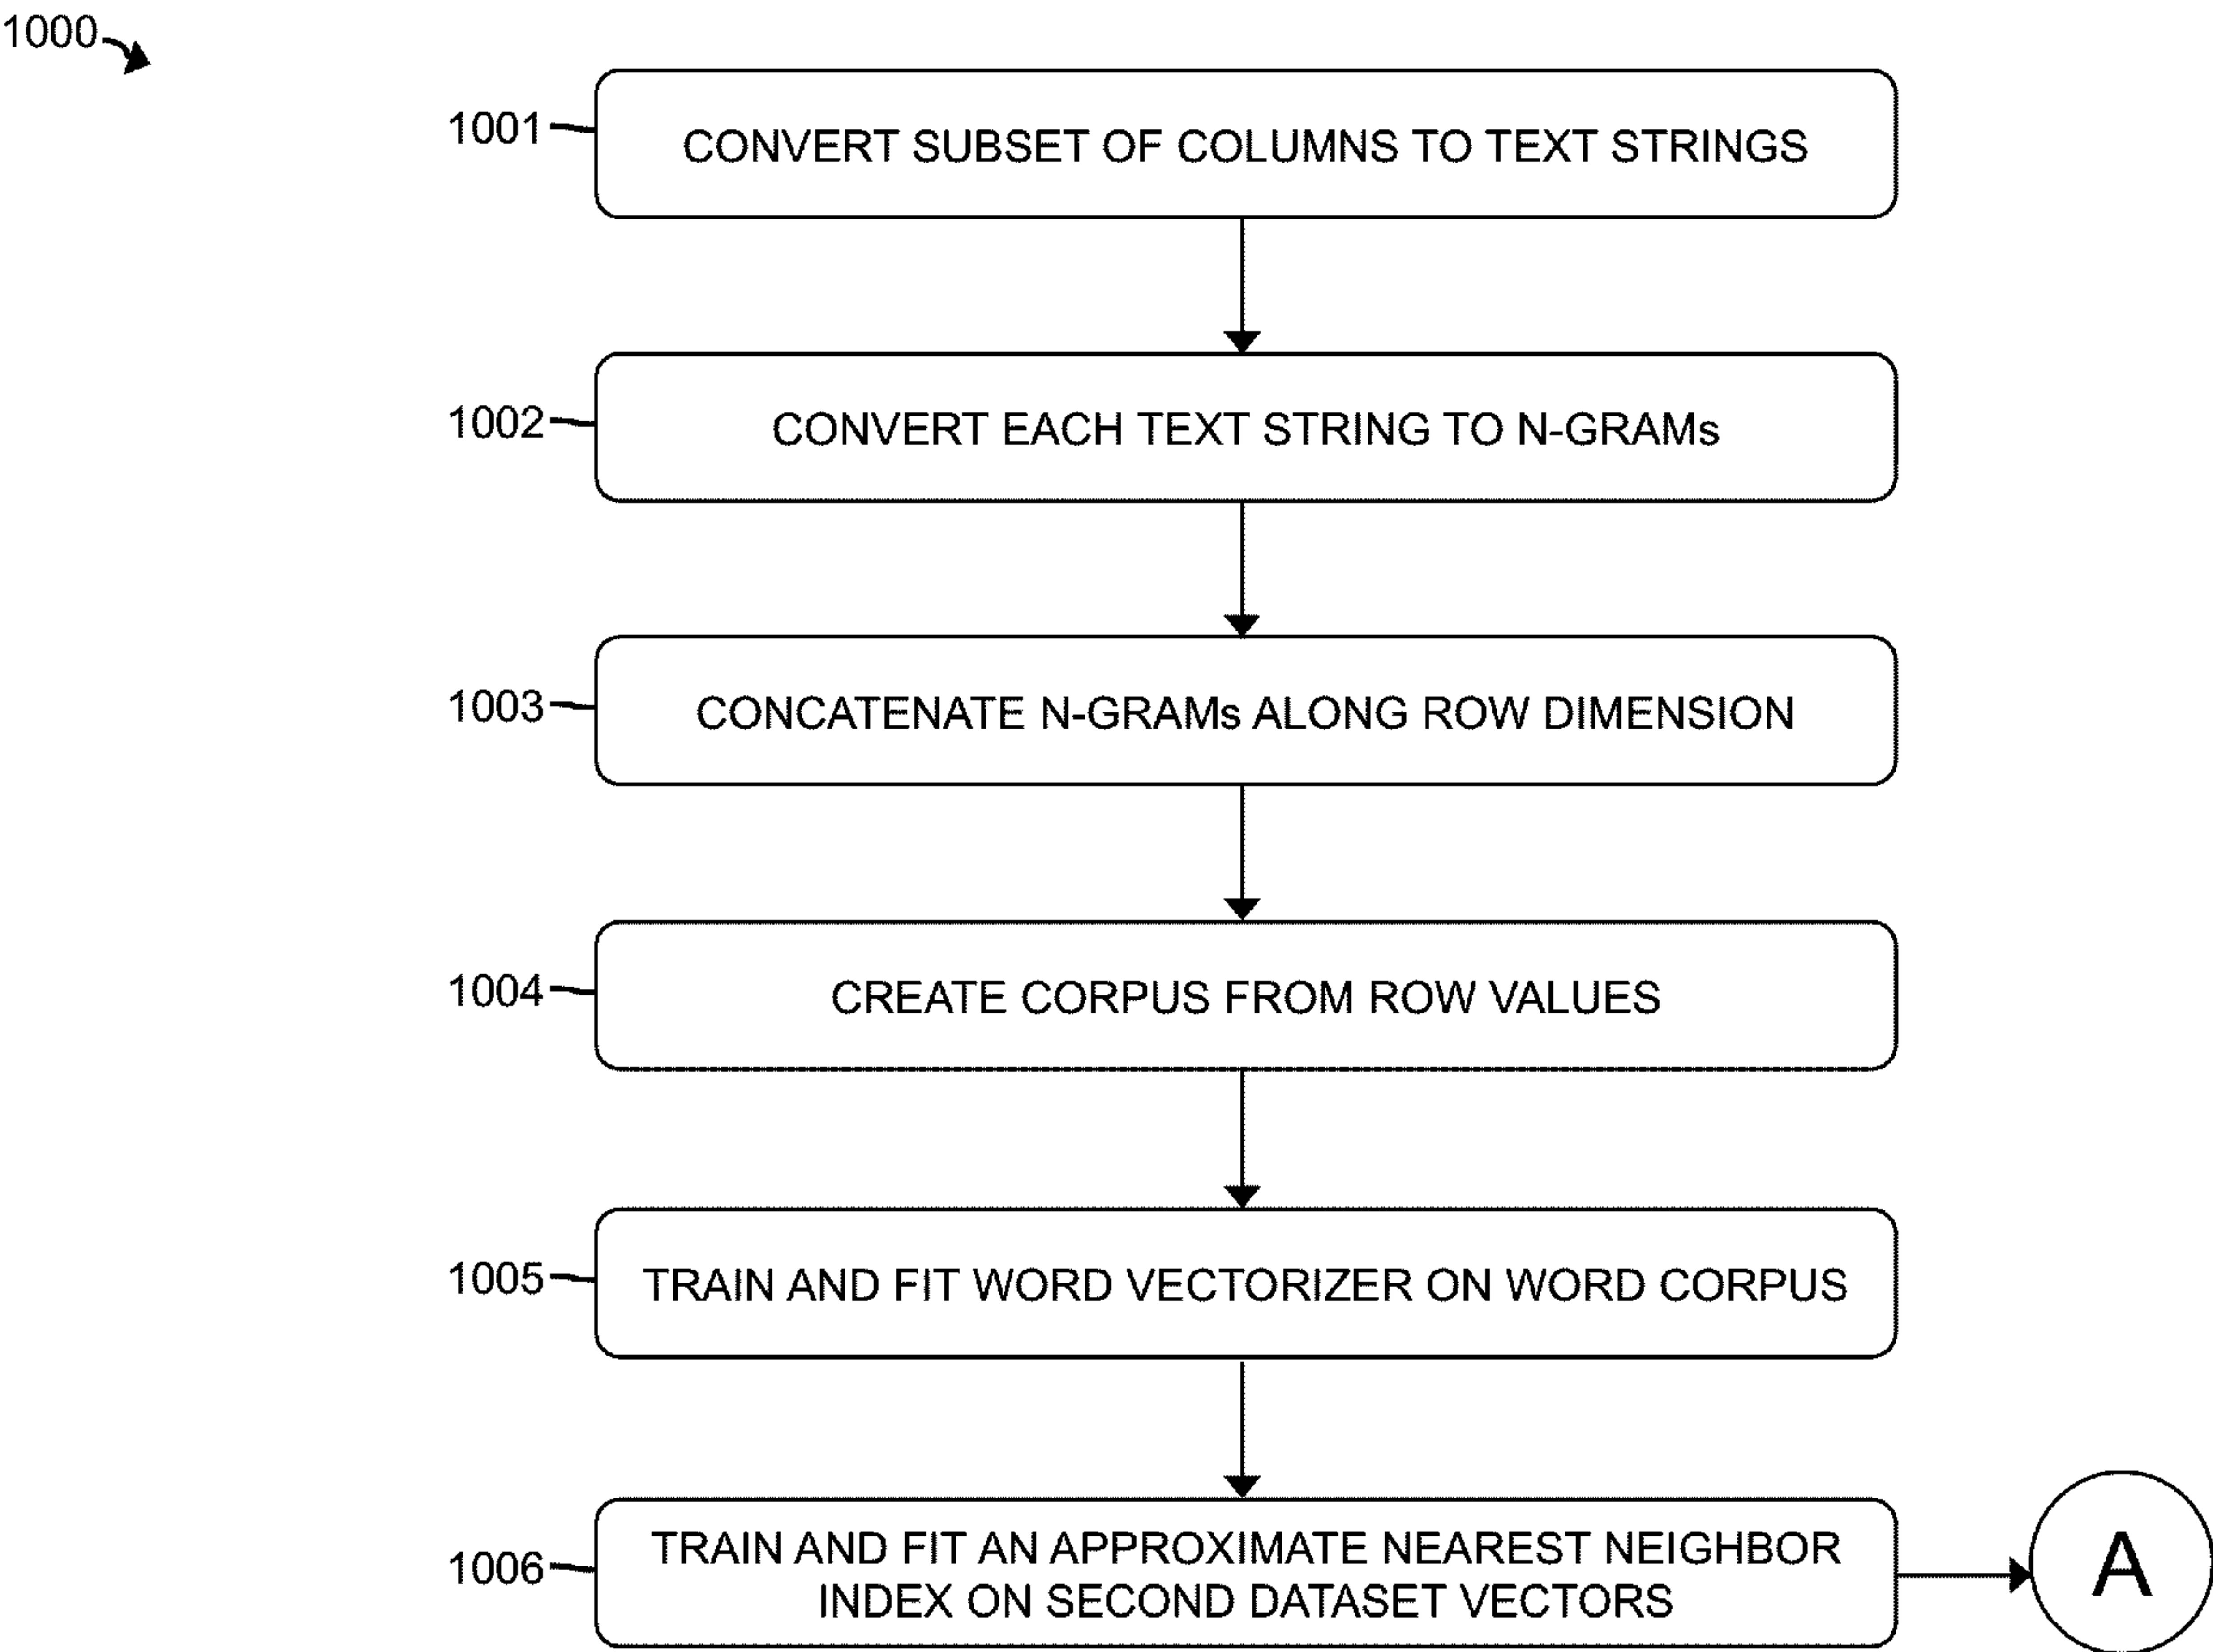 1000
1001
CONVERT SUBSET OF COLUMNS TO TEXT STRINGS
1002
CONVERT EACH TEXT STRING TO N-GRAMs
1003
CONCATENATE N-GRAMs ALONG ROW DIMENSION
1004
CREATE CORPUS FROM ROW VALUES
1005
TRAIN AND FIT WORD VECTORIZER ON WORD CORPUS
1006
TRAIN AND FIT AN APPROXIMATE NEAREST NEIGHBOR
INDEX ON SECOND DATASET VECTORS
A